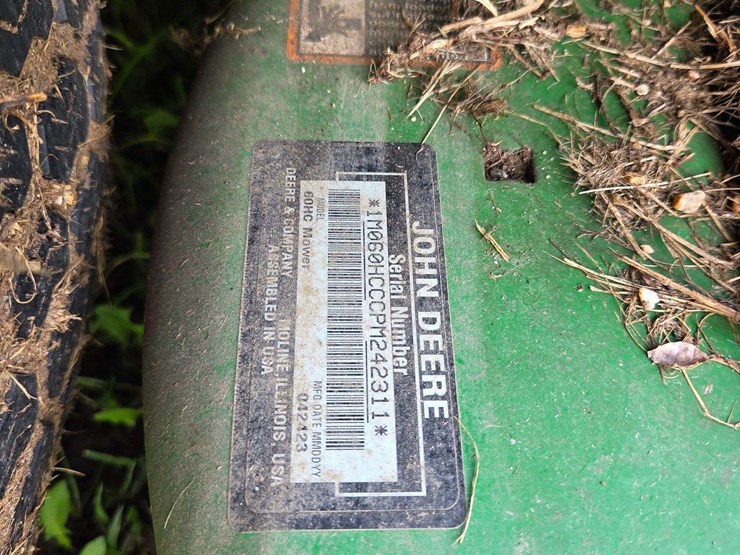 JOHN DEERE
Serial Number
*1M060HCCCPM242311*
MODEL
60HC Mower
MFG DATE MMDDYY
042423
DEERE & COMPANY MOLINE ILLINOIS USA
ASSEMBLED IN USA